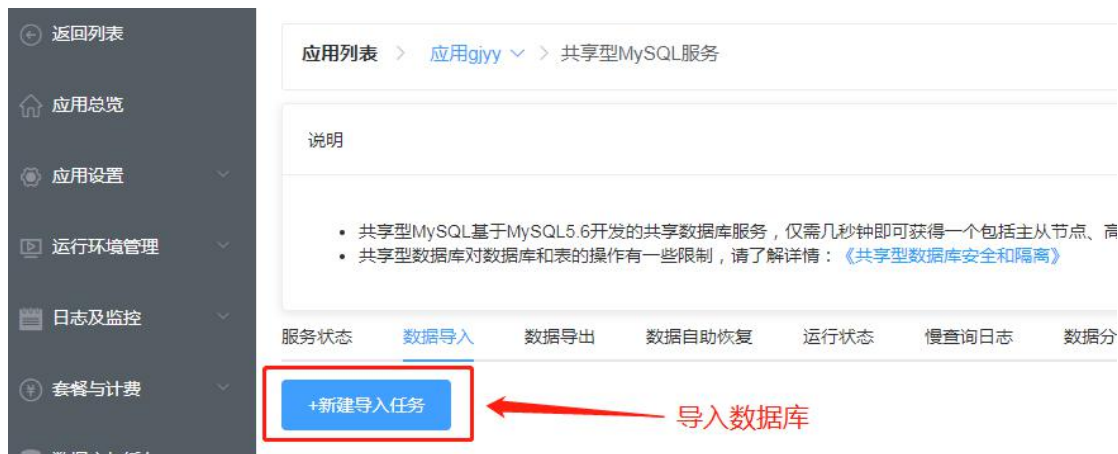 返回列表
应用总览
应用设置
运行环境管理
日志及监控
套餐与计费
应用列表 > 应用gjyy > 共享型MySQL服务
说明
• 共享型MySQL基于MySQL5.6开发的共享数据库服务，仅需几秒钟即可获得一个包括主从节点、高
• 共享型数据库对数据库和表的操作有一些限制，请了解详情：《共享型数据库安全和隔离》
服务状态 数据导入 数据导出 数据自助恢复 运行状态 慢查询日志 数据分
+新建导入任务
导入数据库